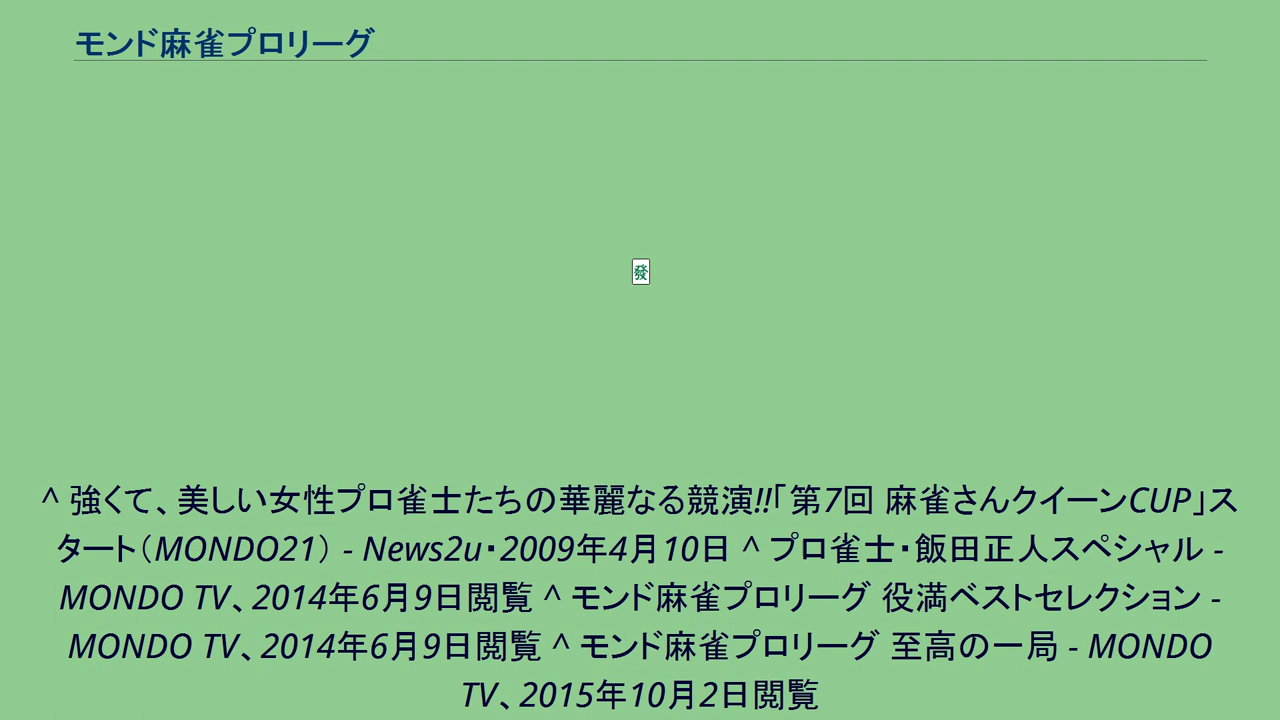 モンド麻雀プロリーグ
發
^ 強くて、美しい女性プロ雀士たちの華麗なる競演!!「第7回 麻雀さんクイーンCUP」ス
タート（MONDO21） - News2u・2009年4月10日 ^ プロ雀士・飯田正人スペシャル -
MONDO TV、2014年6月9日閲覧 ^ モンド麻雀プロリーグ 役満ベストセレクション -
MONDO TV、2014年6月9日閲覧 ^ モンド麻雀プロリーグ 至高の一局 - MONDO
TV、2015年10月2日閲覧